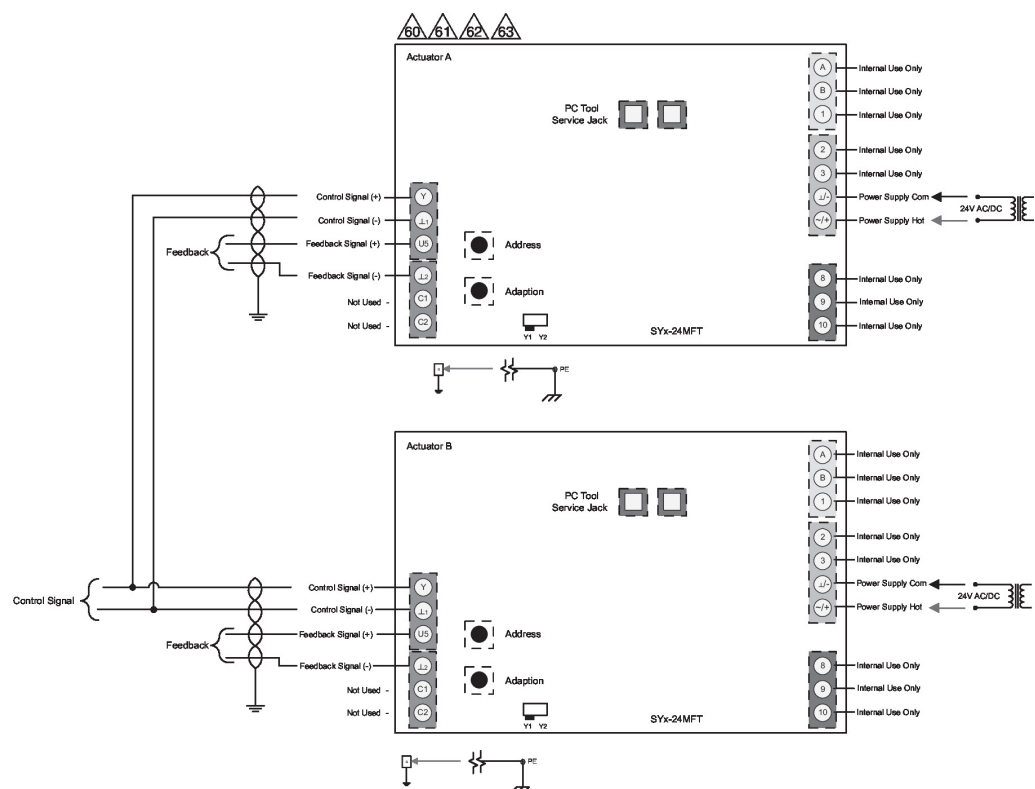 60 61 62 63
Actuator A
A Internal Use Only
B Internal Use Only
PC Tool
Service Jack
1 Internal Use Only
2 Internal Use Only
3 Internal Use Only
Control Signal (+) Y
⊥/- Power Supply Com
24V AC/DC
Control Signal (-) ⊥1
~/+ Power Supply Hot
Feedback
Feedback Signal (+) U5
Address
Feedback Signal (-) ⊥2
8 Internal Use Only
Not Used - C1
Adaption
9 Internal Use Only
Not Used - C2
Y1 Y2
SYx-24MFT
10 Internal Use Only
PE
Actuator B
A Internal Use Only
B Internal Use Only
PC Tool
Service Jack
1 Internal Use Only
2 Internal Use Only
3 Internal Use Only
Control Signal
Control Signal (+) Y
⊥/- Power Supply Com
24V AC/DC
Control Signal (-) ⊥1
~/+ Power Supply Hot
Feedback
Feedback Signal (+) U5
Address
Feedback Signal (-) ⊥2
8 Internal Use Only
Not Used - C1
Adaption
9 Internal Use Only
Not Used - C2
Y1 Y2
SYx-24MFT
10 Internal Use Only
PE